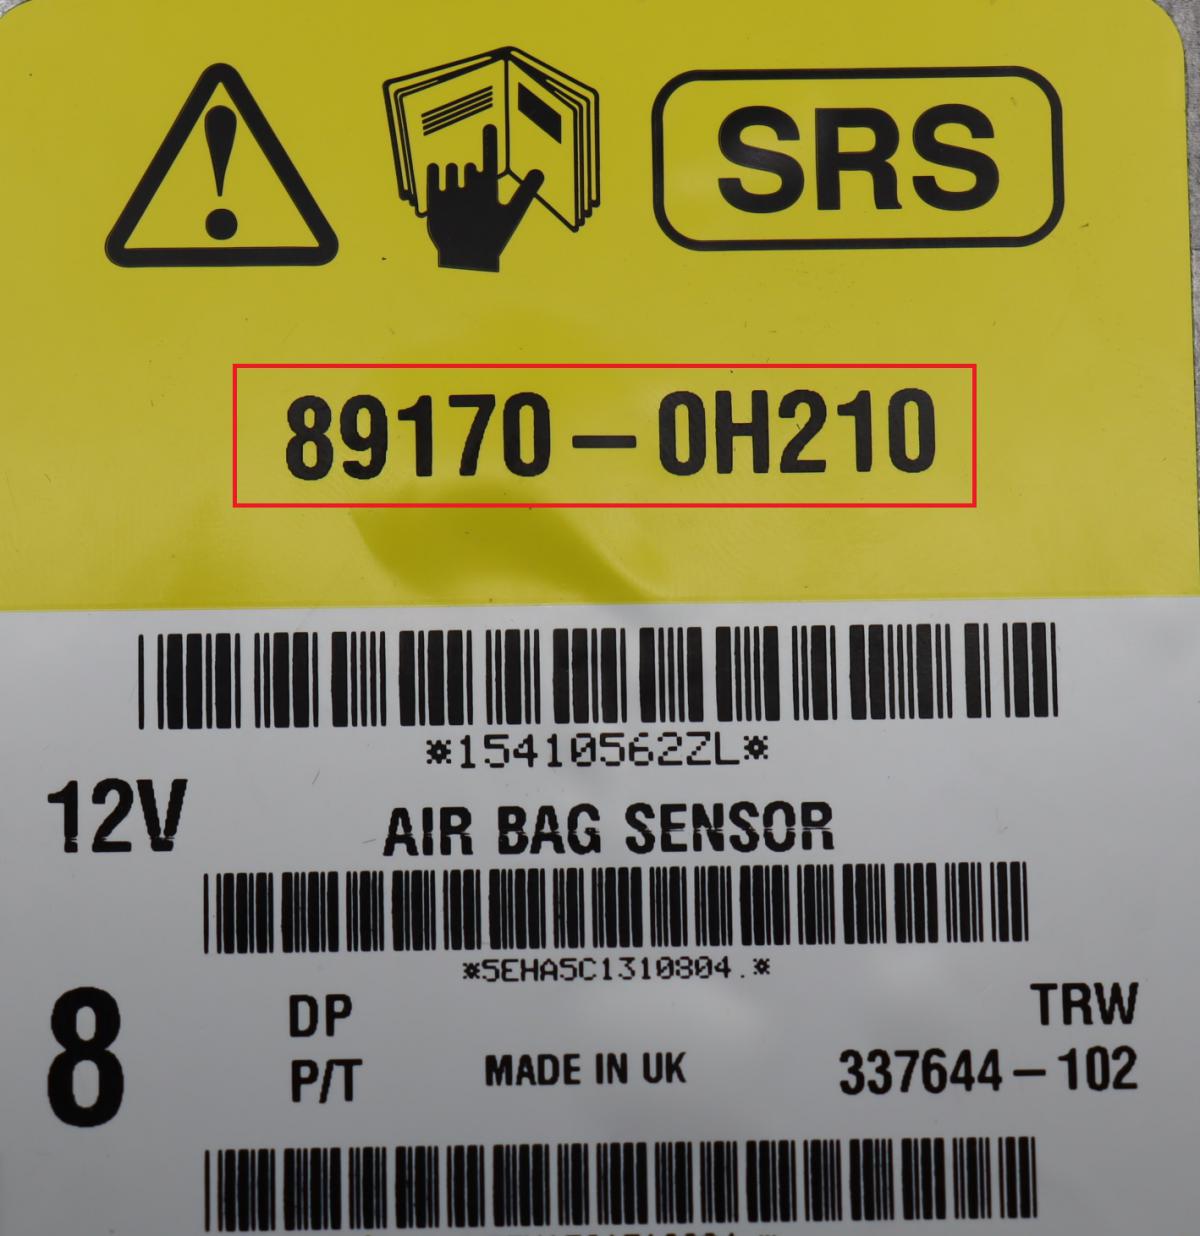 SRS
89170-0H210
*15410562ZL*
12V
AIR BAG SENSOR
*5EHA5C1310804.*
8
DP
TRW
P/T
MADE IN UK
337644-102